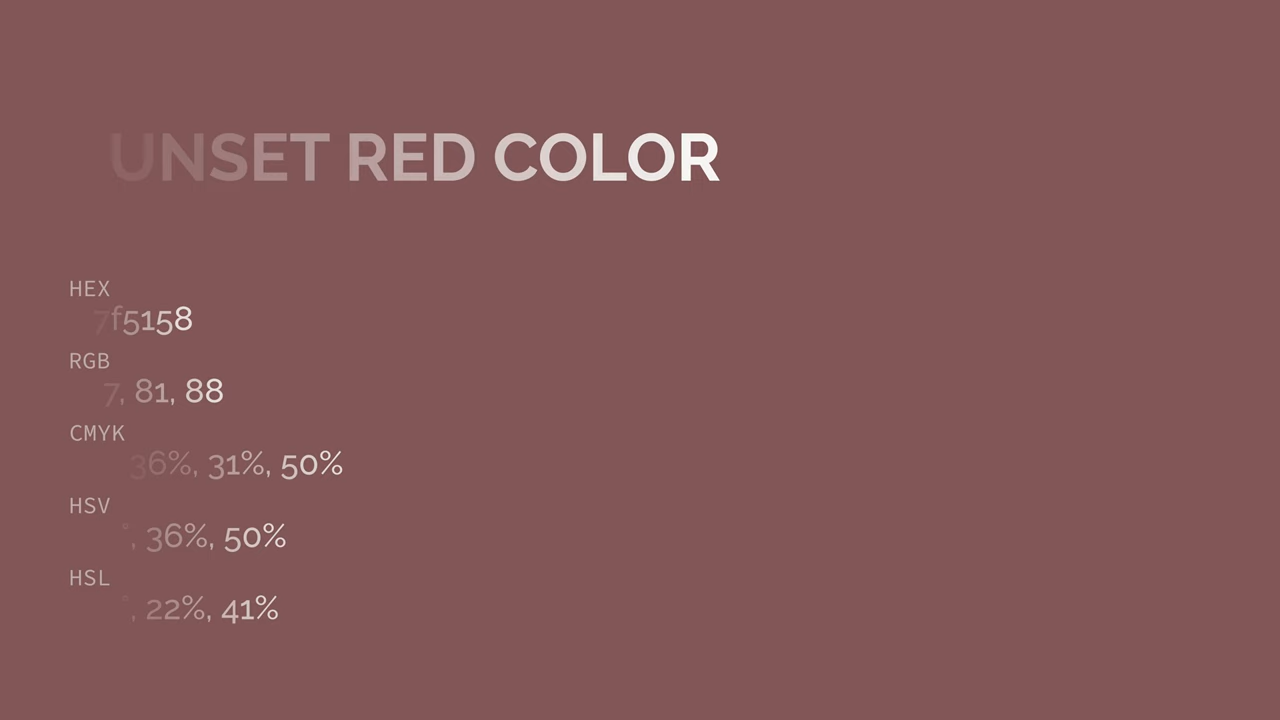 UNSET RED COLOR
HEX
7f5158
RGB
7, 81, 88
CMYK
36%, 31%, 50%
HSV
°, 36%, 50%
HSL
°, 22%, 41%